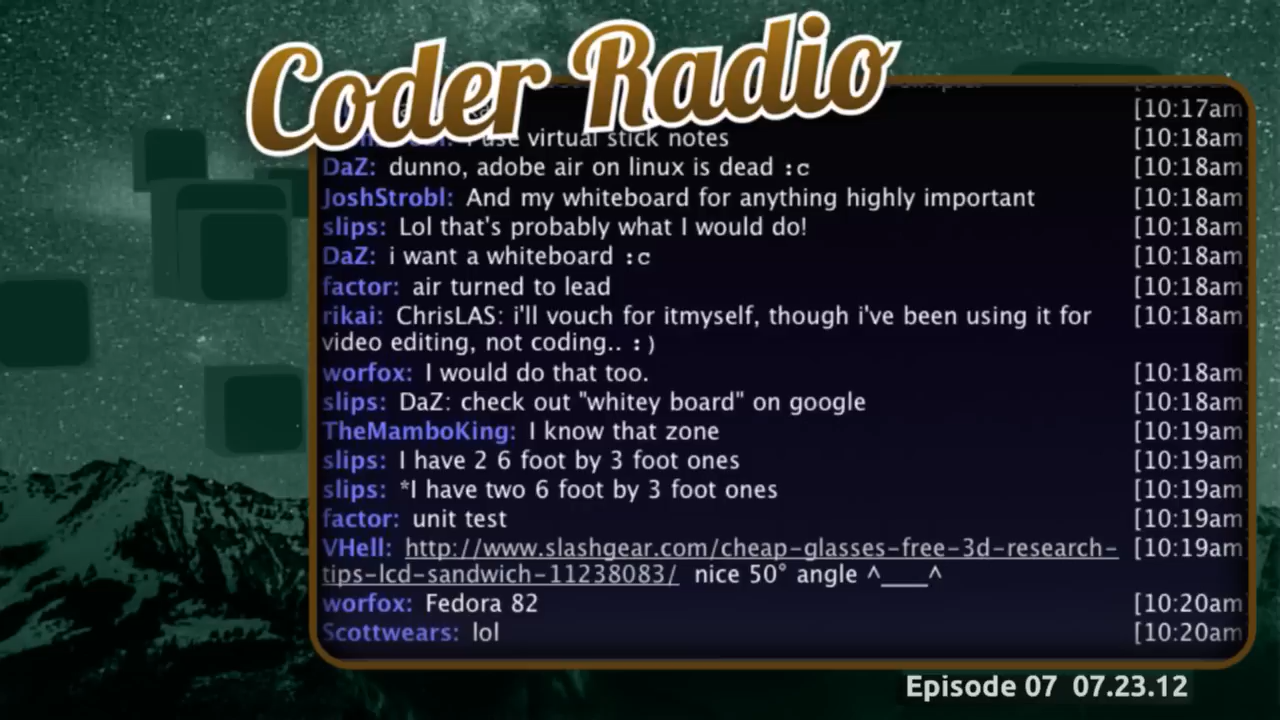 Coder Radio
[10:17am]
use virtual stick notes [10:18am]
DaZ: dunno, adobe air on linux is dead :c [10:18am]
JoshStrobl: And my whiteboard for anything highly important [10:18am]
slips: Lol that's probably what I would do! [10:18am]
DaZ: i want a whiteboard :c [10:18am]
factor: air turned to lead [10:18am]
rikai: ChrisLAS: i'll vouch for itmyself, though i've been using it for [10:18am]
video editing, not coding.. :)
worfox: I would do that too. [10:18am]
slips: DaZ: check out "whitey board" on google [10:18am]
TheMamboKing: I know that zone [10:19am]
slips: I have 2 6 foot by 3 foot ones [10:19am]
slips: *I have two 6 foot by 3 foot ones [10:19am]
factor: unit test [10:19am]
VHell: http://www.slashgear.com/cheap-glasses-free-3d-research- [10:19am]
tips-lcd-sandwich-11238083/ nice 50° angle ^____^
worfox: Fedora 82 [10:20am]
Scottwears: lol [10:20am]
Episode 07 07.23.12